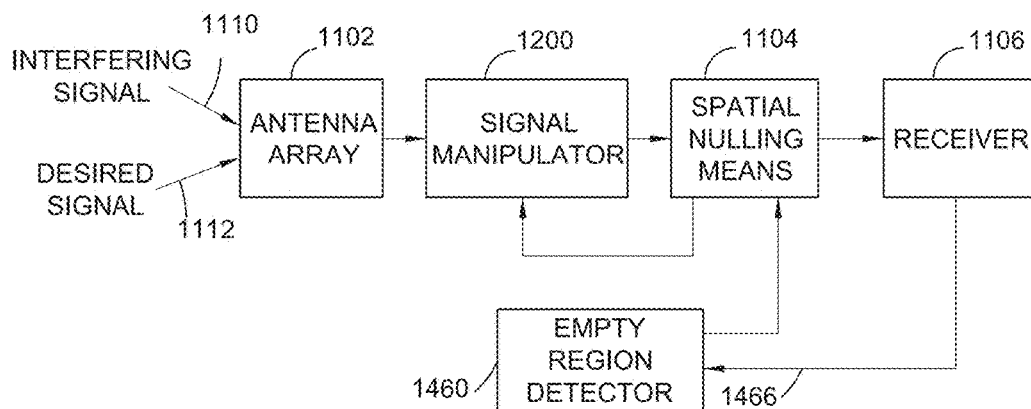 1110
1102
1200
1104
1106
INTERFERING
SIGNAL
DESIRED
SIGNAL
1112
ANTENNA
ARRAY
SIGNAL
MANIPULATOR
SPATIAL
NULLING
MEANS
RECEIVER
EMPTY
REGION
DETECTOR
1460
1466